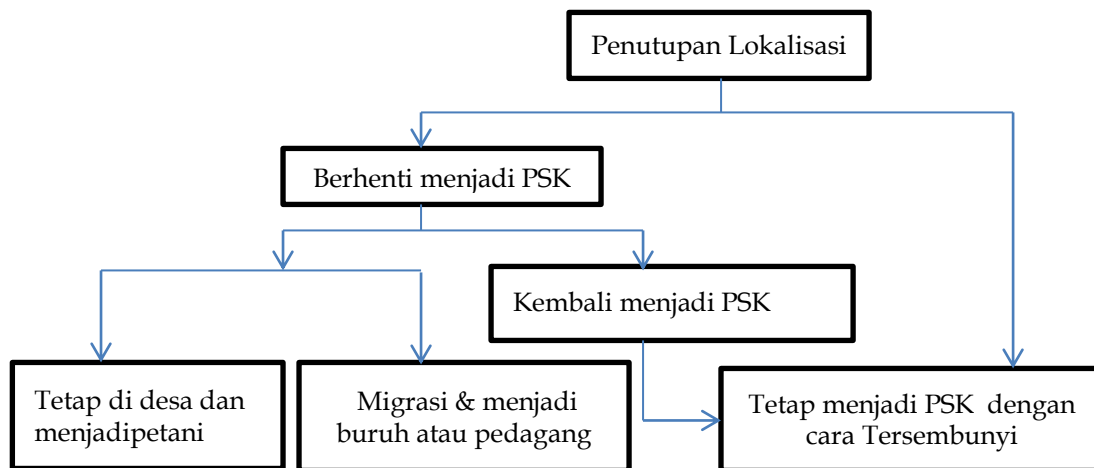 Penutupan Lokalisasi
Berhenti menjadi PSK
Kembali menjadi PSK
Tetap di desa dan
menjadipetani
Migrasi & menjadi
buruh atau pedagang
Tetap menjadi PSK dengan
cara Tersembunyi